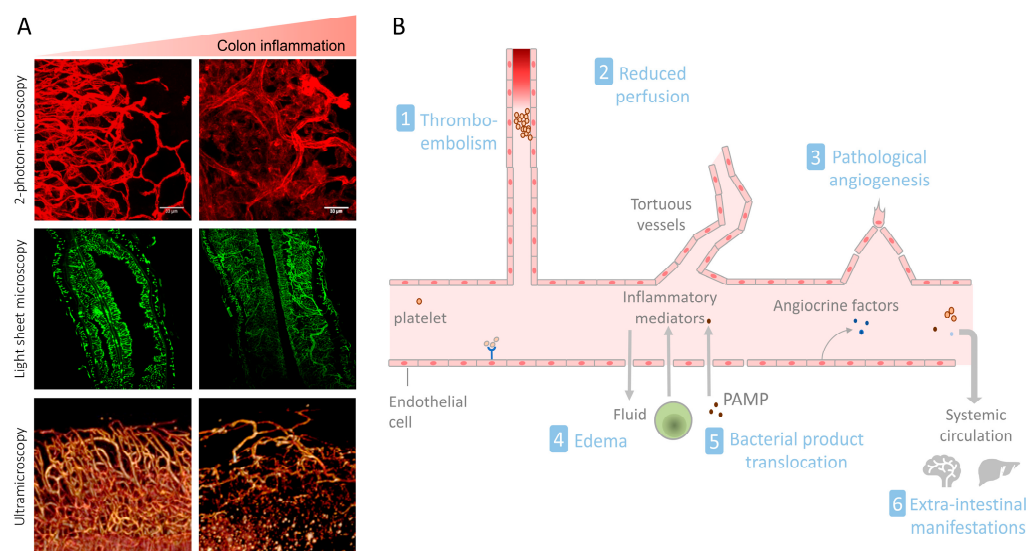 A
Colon inflammation
2-photon-microscopy
Light sheet microscopy
Ultramicroscopy
B
1 Thrombo-
embolism
2 Reduced
perfusion
3 Pathological
angiogenesis
Tortuous
vessels
platelet
Inflammatory
mediators
Angiocrine factors
Endothelial
cell
Fluid
PAMP
4 Edema
5 Bacterial product
translocation
Systemic
circulation
6 Extra-intestinal
manifestations